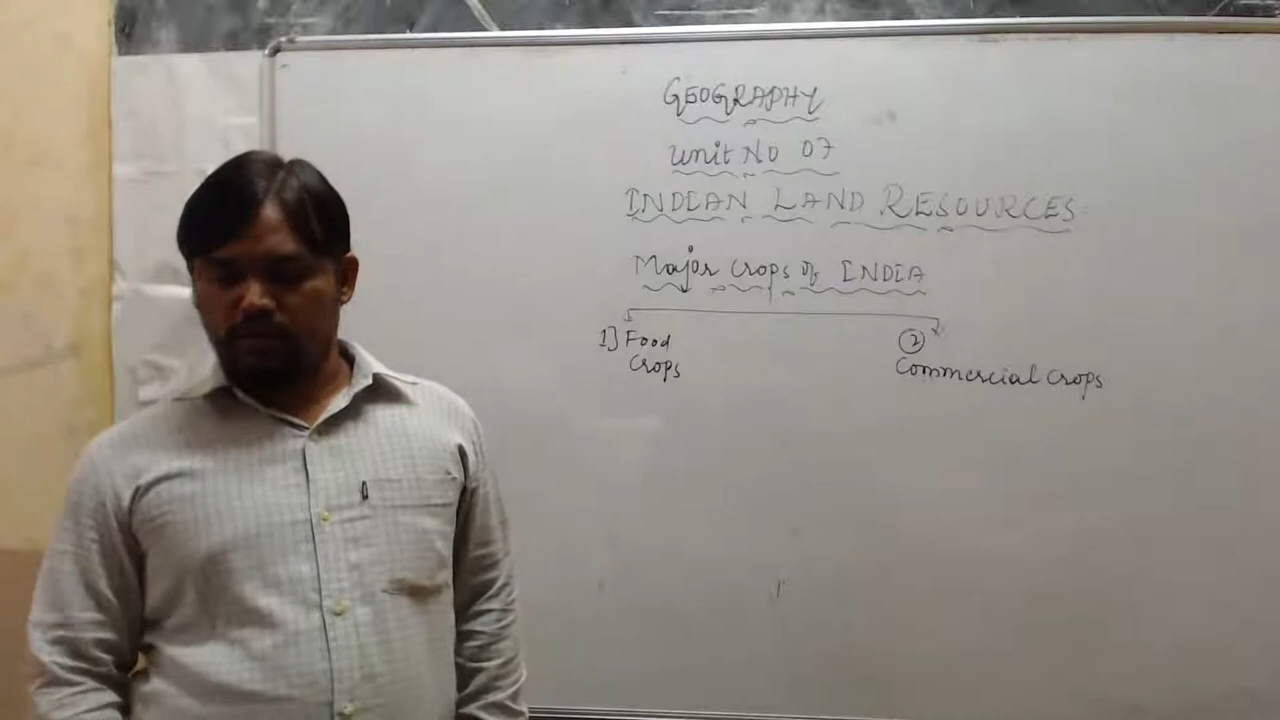 GEOGRAPHY
Unit No 07
INDIAN LAND RESOURCES
Major Crops of INDIA
1] Food
Crops
②
Commercial Crops